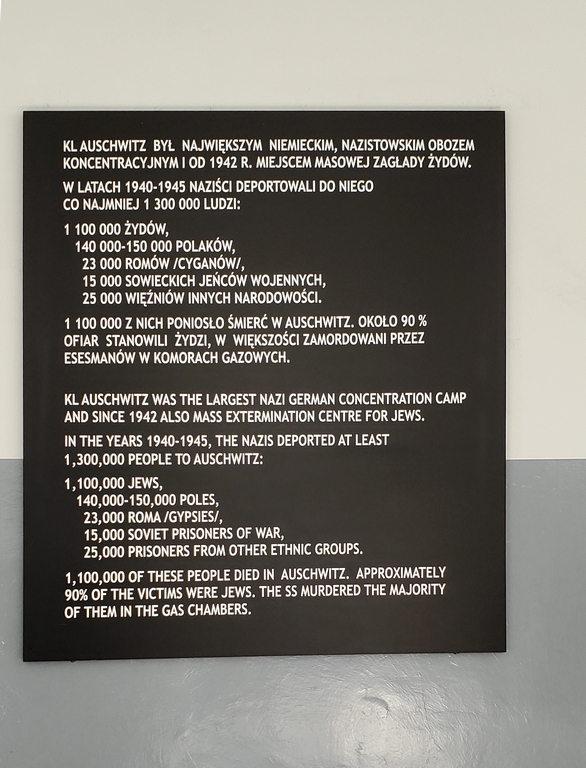 KL AUSCHWITZ BYŁ NAJWIĘKSZYM NIEMIECKIM, NAZISTOWSKIM OBOZEM
KONCENTRACYJNYM I OD 1942 R. MIEJSCEM MASOWEJ ZAGŁADY ŻYDÓW.
W LATACH 1940-1945 NAZIŚCI DEPORTOWALI DO NIEGO
CO NAJMNIEJ 1 300 000 LUDZI:
1 100 000 ŻYDÓW,
140 000-150 000 POLAKÓW,
23 000 ROMÓW /CYGANÓW/,
15 000 SOWIECKICH JEŃCÓW WOJENNYCH,
25 000 WIĘŹNIÓW INNYCH NARODOWOŚCI.
1 100 000 Z NICH PONIOSŁO ŚMIERĆ W AUSCHWITZ. OKOŁO 90 %
OFIAR STANOWILI ŻYDZI, W WIĘKSZOŚCI ZAMORDOWANI PRZEZ
ESESMANÓW W KOMORACH GAZOWYCH.
KL AUSCHWITZ WAS THE LARGEST NAZI GERMAN CONCENTRATION CAMP
AND SINCE 1942 ALSO MASS EXTERMINATION CENTRE FOR JEWS.
IN THE YEARS 1940-1945, THE NAZIS DEPORTED AT LEAST
1,300,000 PEOPLE TO AUSCHWITZ:
1,100,000 JEWS,
140,000-150,000 POLES,
23,000 ROMA /GYPSIES/,
15,000 SOVIET PRISONERS OF WAR,
25,000 PRISONERS FROM OTHER ETHNIC GROUPS.
1,100,000 OF THESE PEOPLE DIED IN AUSCHWITZ. APPROXIMATELY
90% OF THE VICTIMS WERE JEWS. THE SS MURDERED THE MAJORITY
OF THEM IN THE GAS CHAMBERS.